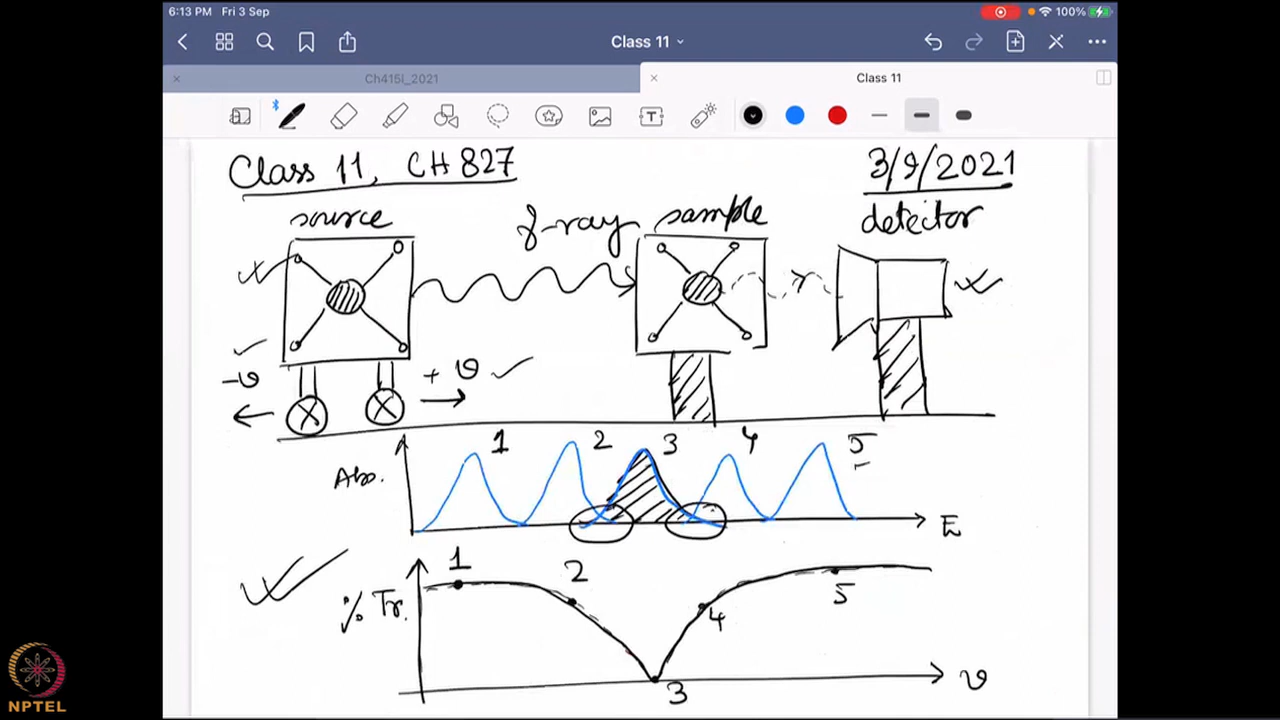 6:13 PM Fri 3 Sep
100%
Class 11
Ch415I_2021
Class 11
T
Class 11, CH 827
3/9/2021
source
γ-ray
sample
detector
-ϑ
+ ϑ
Abs.
1 2 3 4 5
E
% Tr.
1 2 3 4 5
ϑ
NPTEL